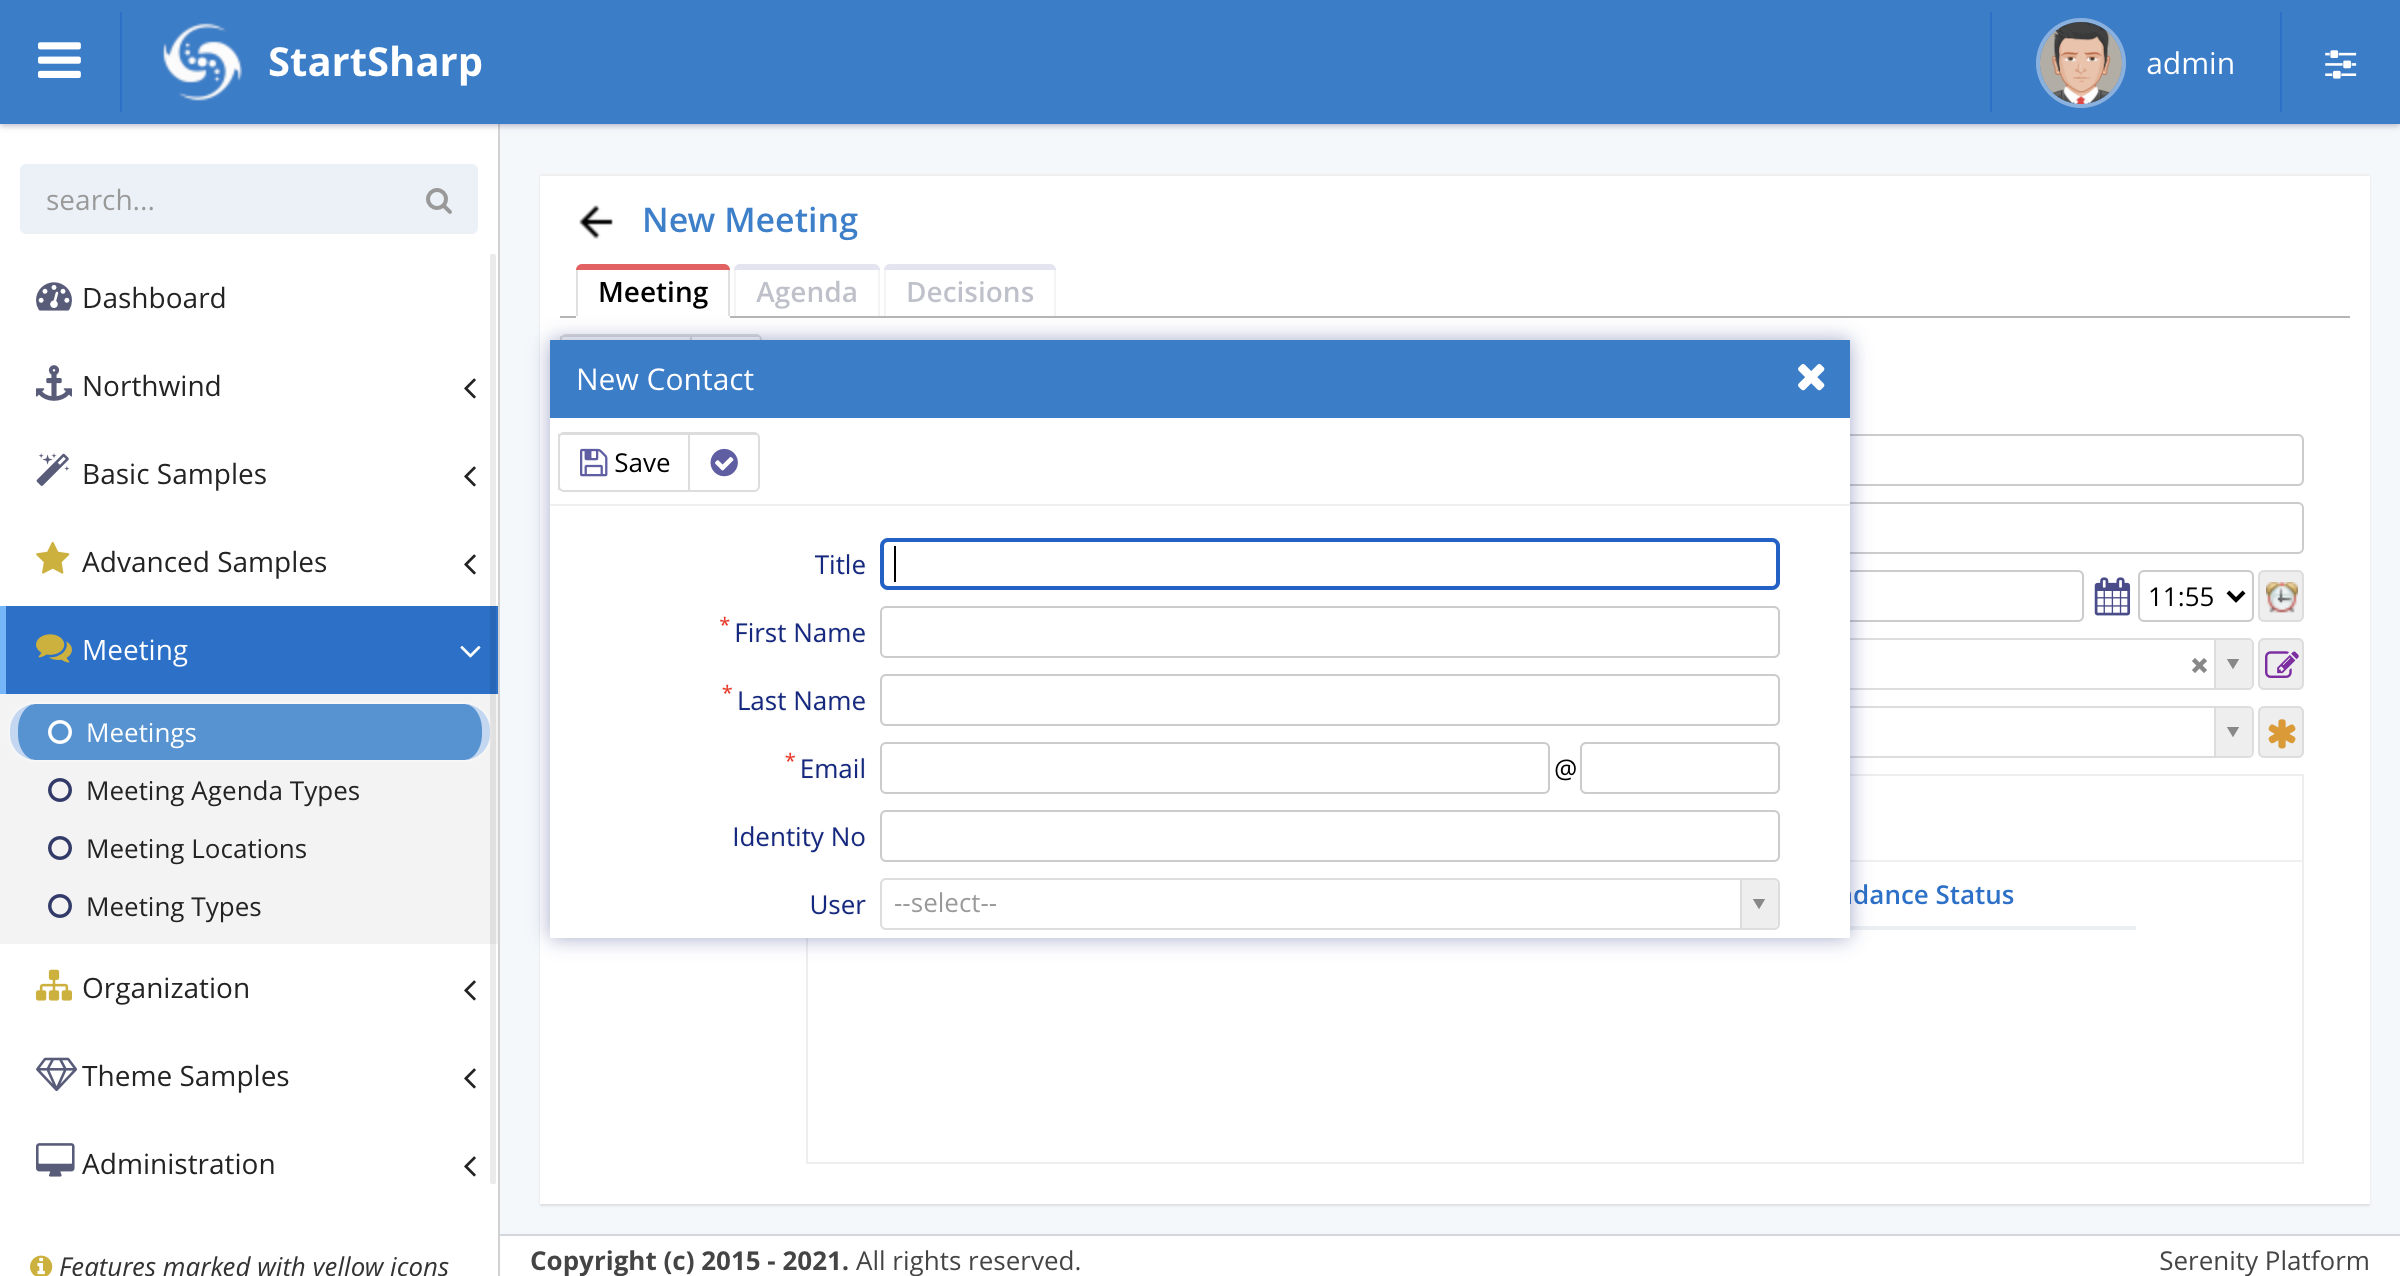 StartSharp
admin
search...
Dashboard
Northwind
Basic Samples
Advanced Samples
Meeting
Meetings
Meeting Agenda Types
Meeting Locations
Meeting Types
Organization
Theme Samples
Administration
Features marked with yellow icons
New Meeting
Meeting Agenda Decisions
New Contact
Save
Title
* First Name
* Last Name
* Email @
Identity No
User --select--
11:55
dance Status
Copyright (c) 2015 - 2021. All rights reserved.
Serenity Platform